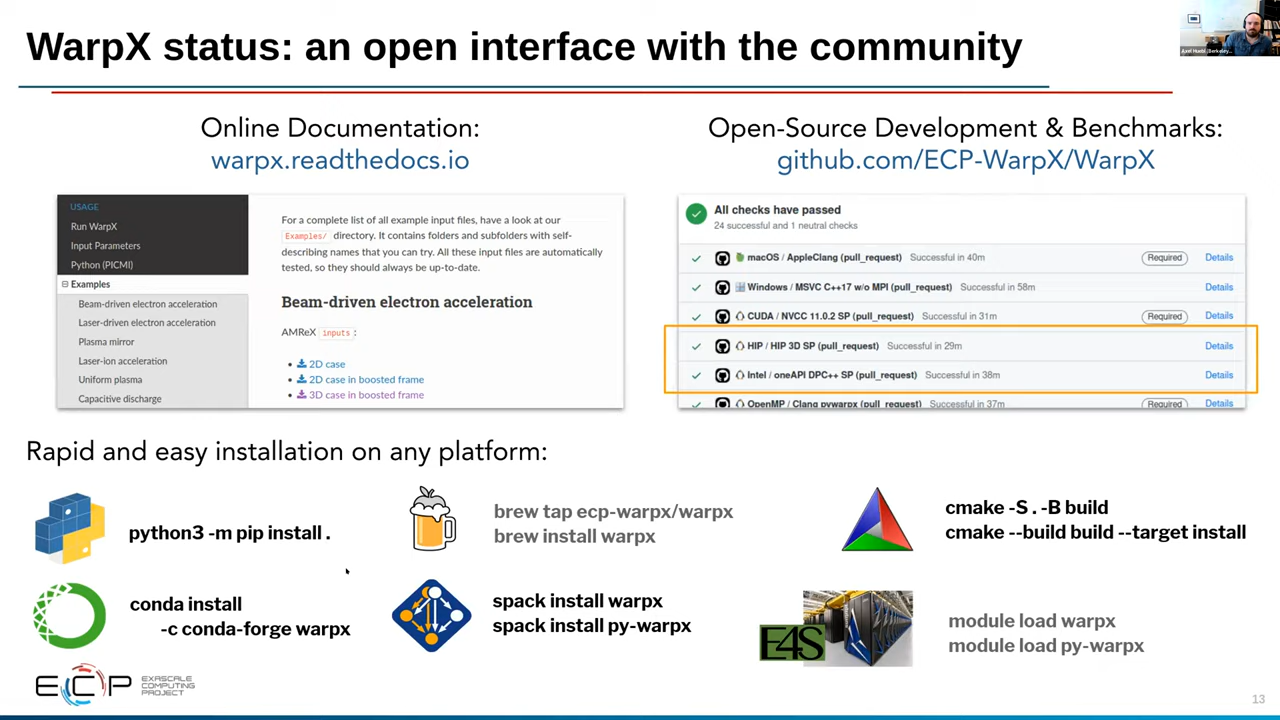 WarpX status: an open interface with the community
Axel Huebl (Berkeley...
Online Documentation:
warpx.readthedocs.io
USAGE
Run WarpX
Input Parameters
Python (PICMI)
Examples
Beam-driven electron acceleration
Laser-driven electron acceleration
Plasma mirror
Laser-ion acceleration
Uniform plasma
Capacitive discharge
For a complete list of all example input files, have a look at our
Examples/ directory. It contains folders and subfolders with self-
describing names that you can try. All these input files are automatically
tested, so they should always be up-to-date.
Beam-driven electron acceleration
AMReX inputs :
2D case
2D case in boosted frame
3D case in boosted frame
Open-Source Development & Benchmarks:
github.com/ECP-WarpX/WarpX
All checks have passed
24 successful and 1 neutral checks
macOS / AppleClang (pull_request) Successful in 40m Required Details
Windows / MSVC C++17 w/o MPI (pull_request) Successful in 58m Details
CUDA / NVCC 11.0.2 SP (pull_request) Successful in 31m Required Details
HIP / HIP 3D SP (pull_request) Successful in 29m Details
Intel / oneAPI DPC++ SP (pull_request) Successful in 38m Details
OpenMP / Clang pywarpx (pull_request) Successful in 37m Required Details
Rapid and easy installation on any platform:
python3 -m pip install .
brew tap ecp-warpx/warpx
brew install warpx
cmake -S . -B build
cmake --build build --target install
conda install
-c conda-forge warpx
spack install warpx
spack install py-warpx
E4S
module load warpx
module load py-warpx
ECP
EXASCALE
COMPUTING
PROJECT
13